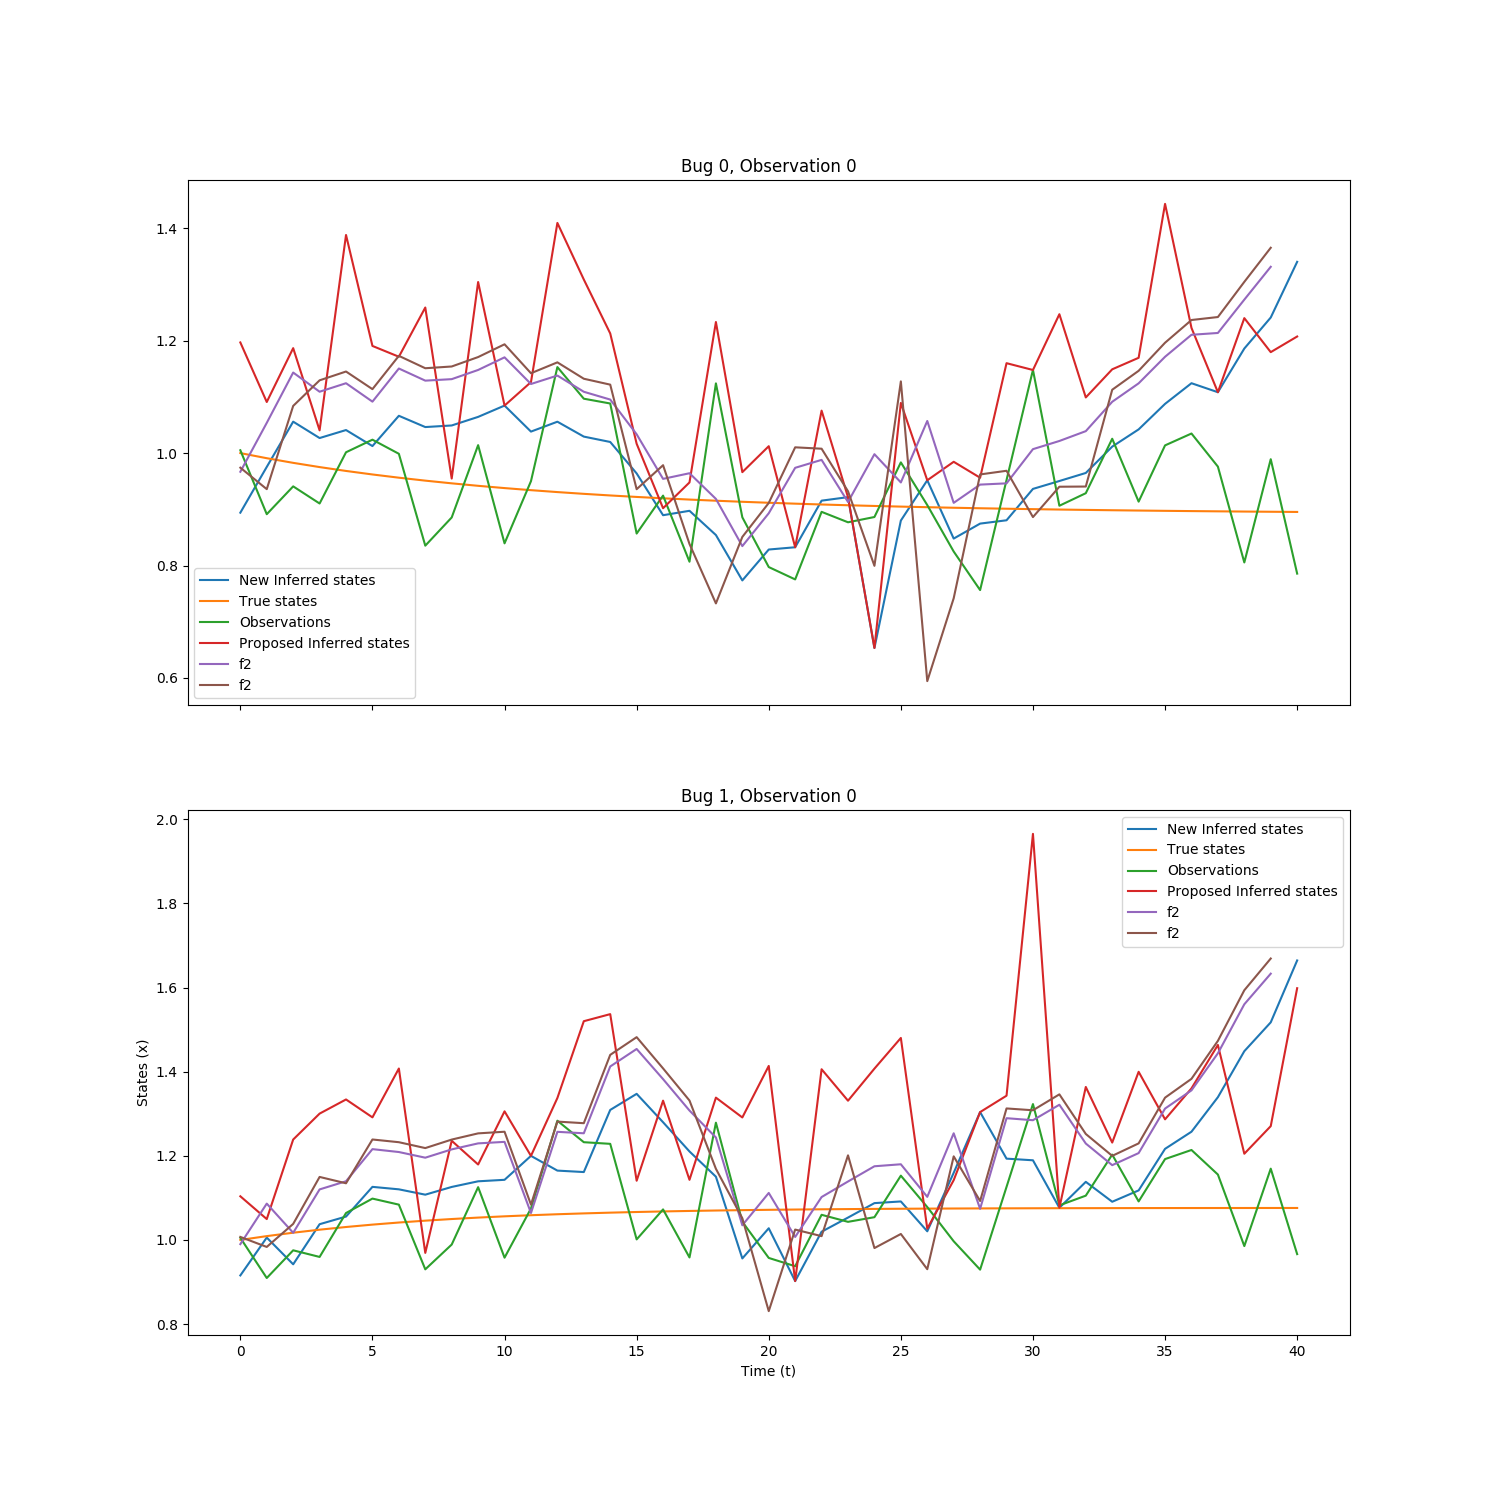 Bug 0, Observation 0
1.4
1.2
1.0
0.8
0.6
New Inferred states
True states
Observations
Proposed Inferred states
f2
f2
Bug 1, Observation 0
2.0
1.8
1.6
1.4
1.2
1.0
0.8
States (x)
New Inferred states
True states
Observations
Proposed Inferred states
f2
f2
0 5 10 15 20 25 30 35 40
Time (t)